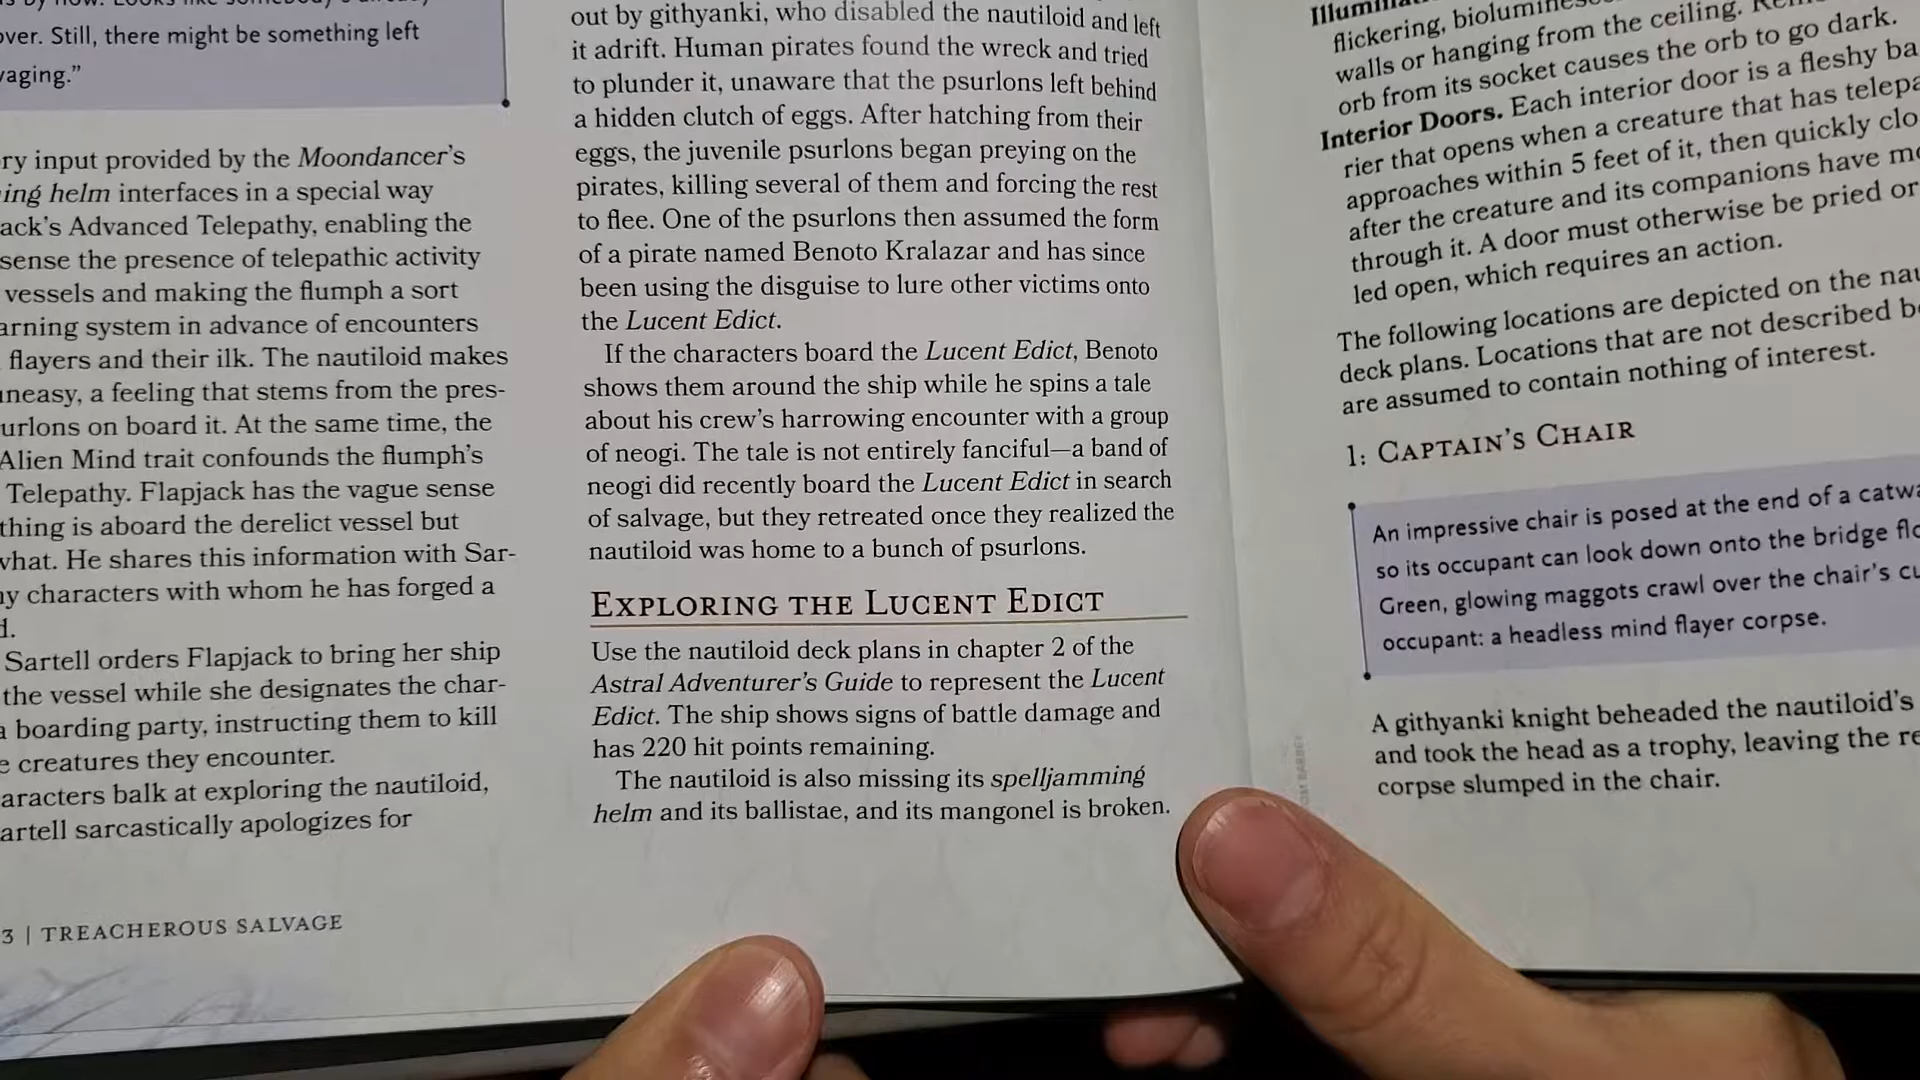 over. Still, there might be something left
vaging.”
ry input provided by the Moondancer’s
ing helm interfaces in a special way
ack’s Advanced Telepathy, enabling the
sense the presence of telepathic activity
vessels and making the flumph a sort
arning system in advance of encounters
flayers and their ilk. The nautiloid makes
uneasy, a feeling that stems from the pres-
urlons on board it. At the same time, the
Alien Mind trait confounds the flumph’s
Telepathy. Flapjack has the vague sense
thing is aboard the derelict vessel but
what. He shares this information with Sar-
ny characters with whom he has forged a
d.
Sartell orders Flapjack to bring her ship
the vessel while she designates the char-
a boarding party, instructing them to kill
e creatures they encounter.
aracters balk at exploring the nautiloid,
artell sarcastically apologizes for
3 | TREACHEROUS SALVAGE
out by githyanki, who disabled the nautiloid and left
it adrift. Human pirates found the wreck and tried
to plunder it, unaware that the psurlons left behind
a hidden clutch of eggs. After hatching from their
eggs, the juvenile psurlons began preying on the
pirates, killing several of them and forcing the rest
to flee. One of the psurlons then assumed the form
of a pirate named Benoto Kralazar and has since
been using the disguise to lure other victims onto
the Lucent Edict.
If the characters board the Lucent Edict, Benoto
shows them around the ship while he spins a tale
about his crew’s harrowing encounter with a group
of neogi. The tale is not entirely fanciful—a band of
neogi did recently board the Lucent Edict in search
of salvage, but they retreated once they realized the
nautiloid was home to a bunch of psurlons.
EXPLORING THE LUCENT EDICT
Use the nautiloid deck plans in chapter 2 of the
Astral Adventurer’s Guide to represent the Lucent
Edict. The ship shows signs of battle damage and
has 220 hit points remaining.
The nautiloid is also missing its spelljamming
helm and its ballistae, and its mangonel is broken.
flickering,
walls or hanging from the ceiling.
orb from its socket causes the orb to go dark.
Interior Doors. Each interior door is a fleshy ba
rier that opens when a creature that has telepa
approaches within 5 feet of it, then quickly clo
after the creature and its companions have mo
through it. A door must otherwise be pried or
led open, which requires an action.
The following locations are depicted on the nau
deck plans. Locations that are not described be
are assumed to contain nothing of interest.
1: CAPTAIN’S CHAIR
An impressive chair is posed at the end of a catwa
so its occupant can look down onto the bridge flo
Green, glowing maggots crawl over the chair’s cu
occupant: a headless mind flayer corpse.
A githyanki knight beheaded the nautiloid’s
and took the head as a trophy, leaving the re
corpse slumped in the chair.